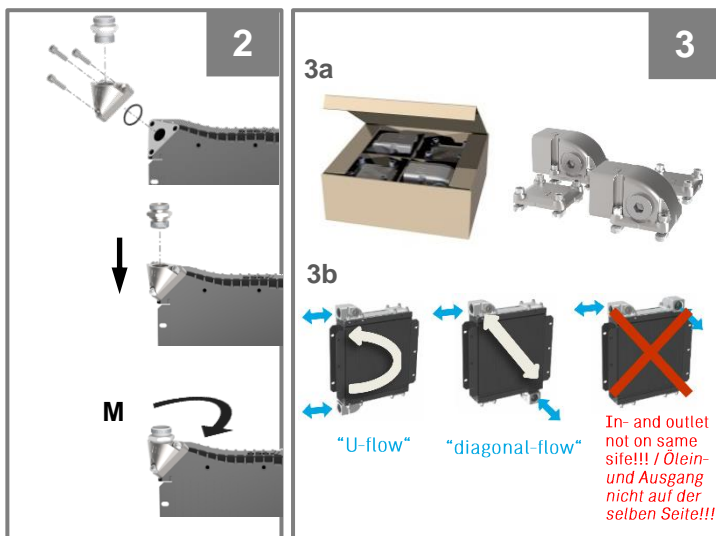 2
M
3
3a
3b
“U-flow“
“diagonal-flow“
In- and outlet
not on same
sife!!! / Ölein-
und Ausgang
nicht auf der
selben Seite!!!